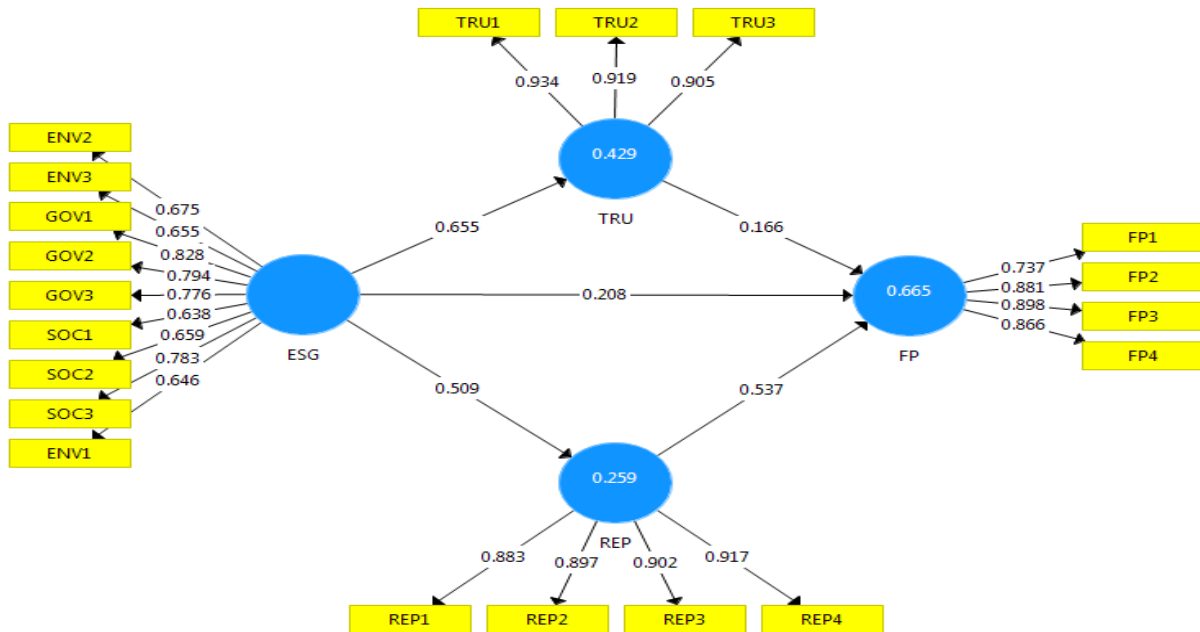 TRU1 TRU2 TRU3
0.934 0.919 0.905
ENV2
ENV3
GOV1
GOV2
GOV3
SOC1
SOC2
SOC3
ENV1
0.675
0.655
0.828
0.794
0.776
0.638
0.659
0.783
0.646
ESG
0.429
TRU
0.655
0.166
0.208
0.509
0.537
0.665
FP
0.737
0.881
0.898
0.866
FP1
FP2
FP3
FP4
0.259
REP
0.883 0.897 0.902 0.917
REP1 REP2 REP3 REP4